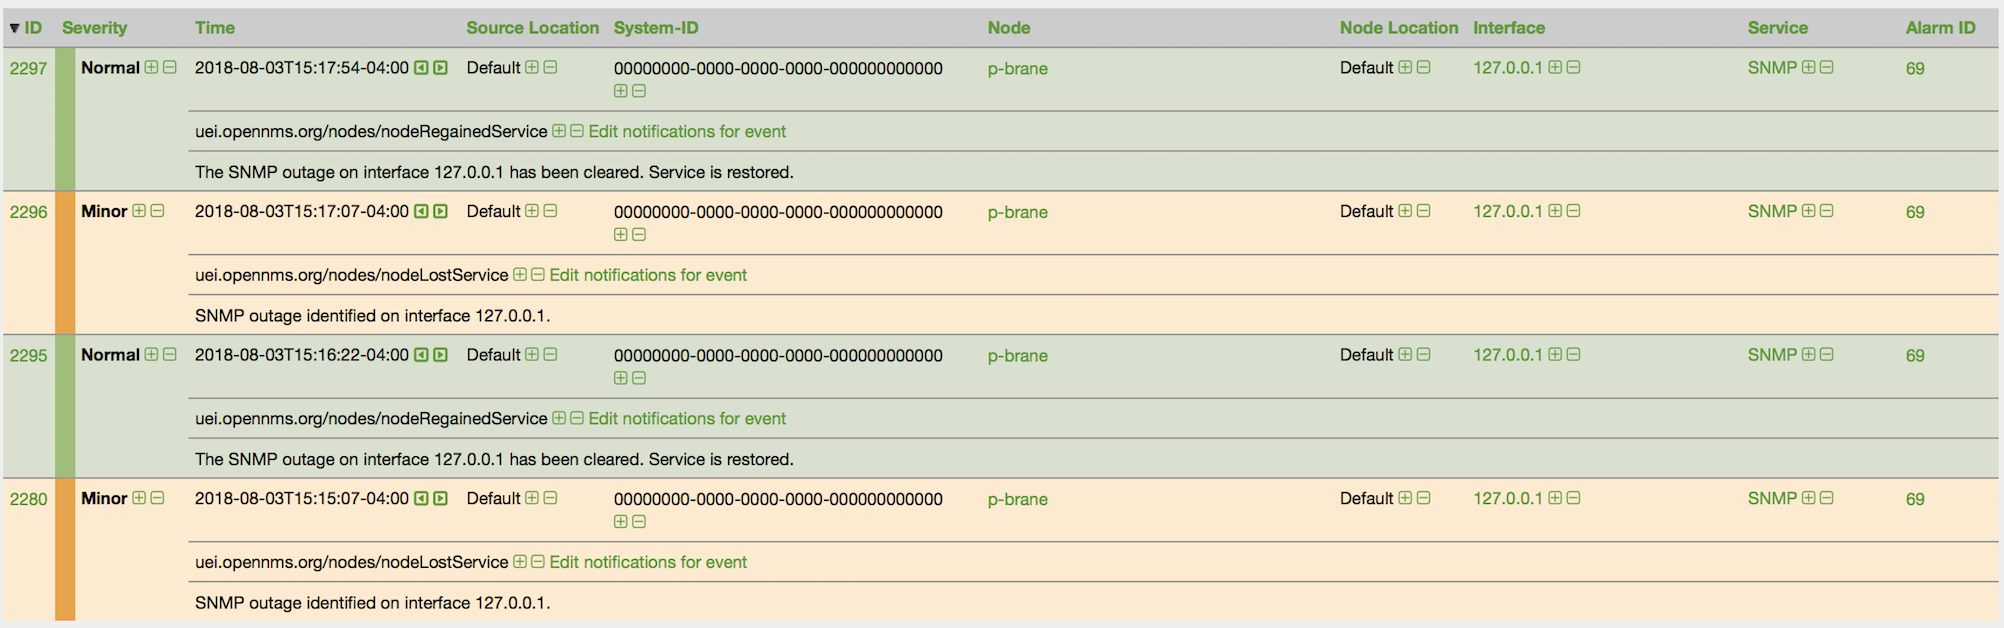 ID Severity Time Source Location System-ID Node Node Location Interface Service Alarm ID
2297 Normal 2018-08-03T15:17:54-04:00 Default 00000000-0000-0000-0000-000000000000 p-brane Default 127.0.0.1 SNMP 69
uei.opennms.org/nodes/nodeRegainedService Edit notifications for event
The SNMP outage on interface 127.0.0.1 has been cleared. Service is restored.
2296 Minor 2018-08-03T15:17:07-04:00 Default 00000000-0000-0000-0000-000000000000 p-brane Default 127.0.0.1 SNMP 69
uei.opennms.org/nodes/nodeLostService Edit notifications for event
SNMP outage identified on interface 127.0.0.1.
2295 Normal 2018-08-03T15:16:22-04:00 Default 00000000-0000-0000-0000-000000000000 p-brane Default 127.0.0.1 SNMP 69
uei.opennms.org/nodes/nodeRegainedService Edit notifications for event
The SNMP outage on interface 127.0.0.1 has been cleared. Service is restored.
2280 Minor 2018-08-03T15:15:07-04:00 Default 00000000-0000-0000-0000-000000000000 p-brane Default 127.0.0.1 SNMP 69
uei.opennms.org/nodes/nodeLostService Edit notifications for event
SNMP outage identified on interface 127.0.0.1.